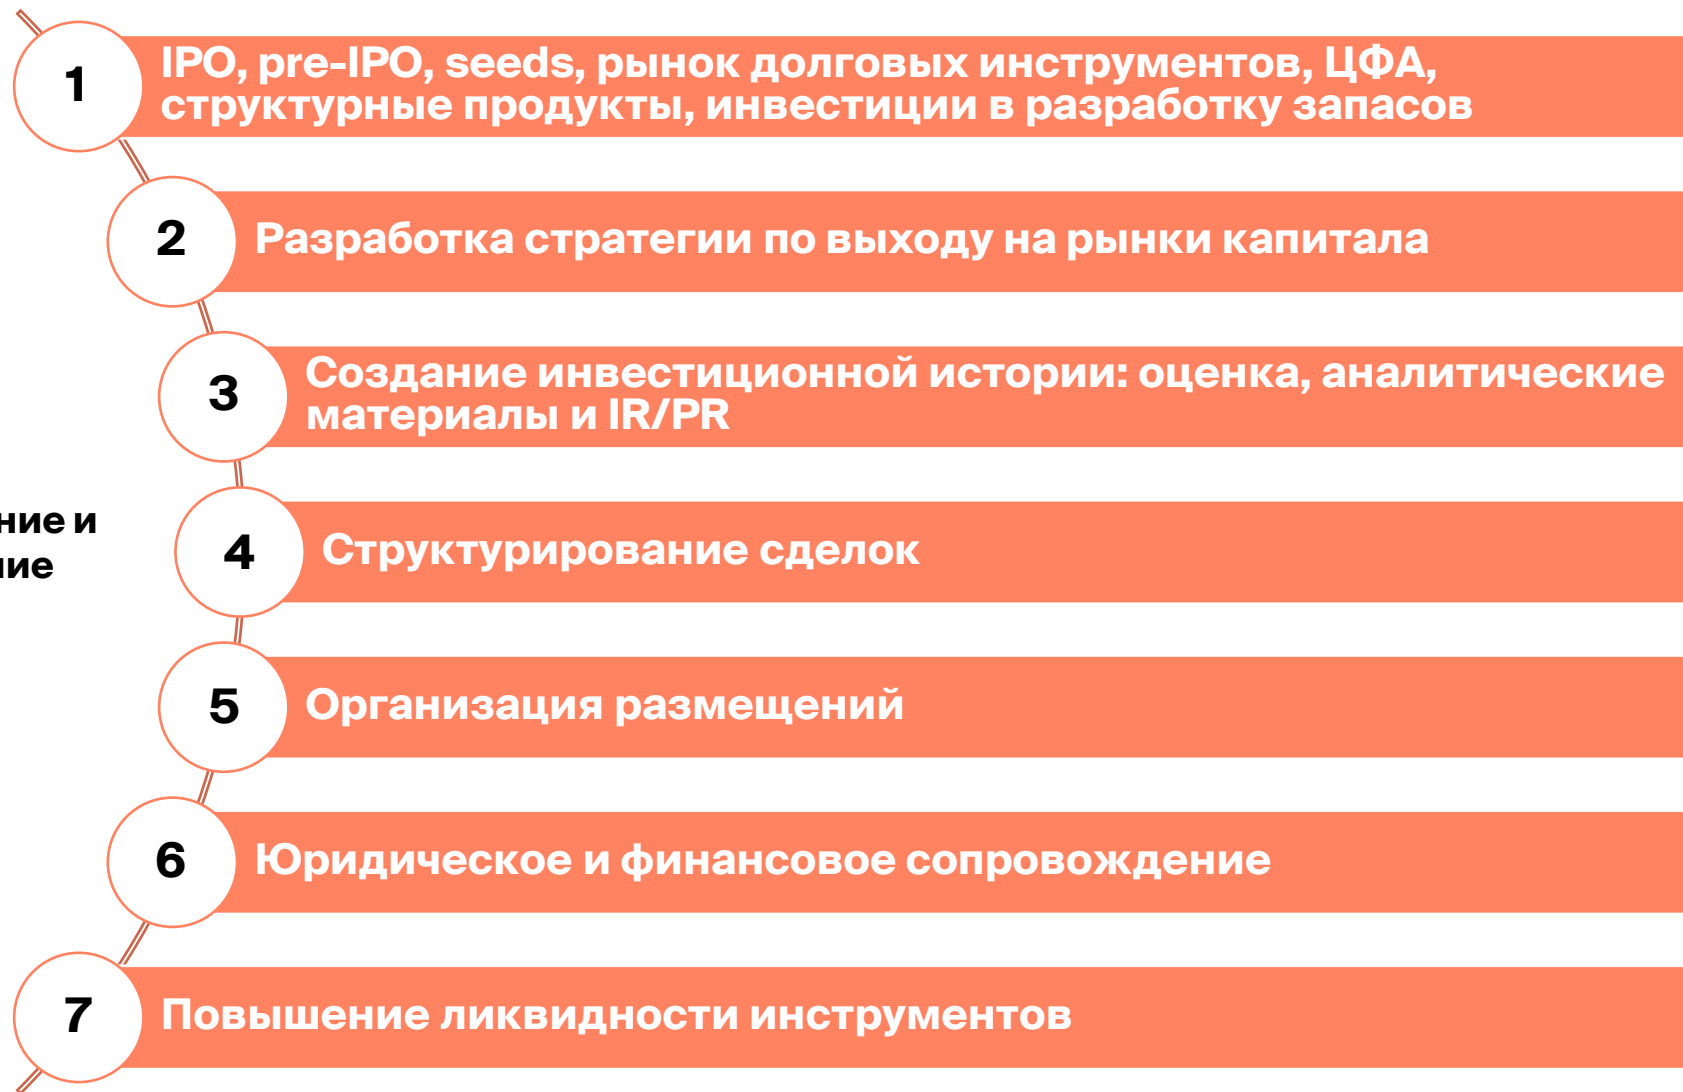 1
IPO, pre-IPO, seeds, рынок долговых инструментов, ЦФА,
структурные продукты, инвестиции в разработку запасов
2
Разработка стратегии по выходу на рынки капитала
3
Создание инвестиционной истории: оценка, аналитические
материалы и IR/PR
и
4
Структурирование сделок
5
Организация размещений
6
Юридическое и финансовое сопровождение
7
Повышение ликвидности инструментов